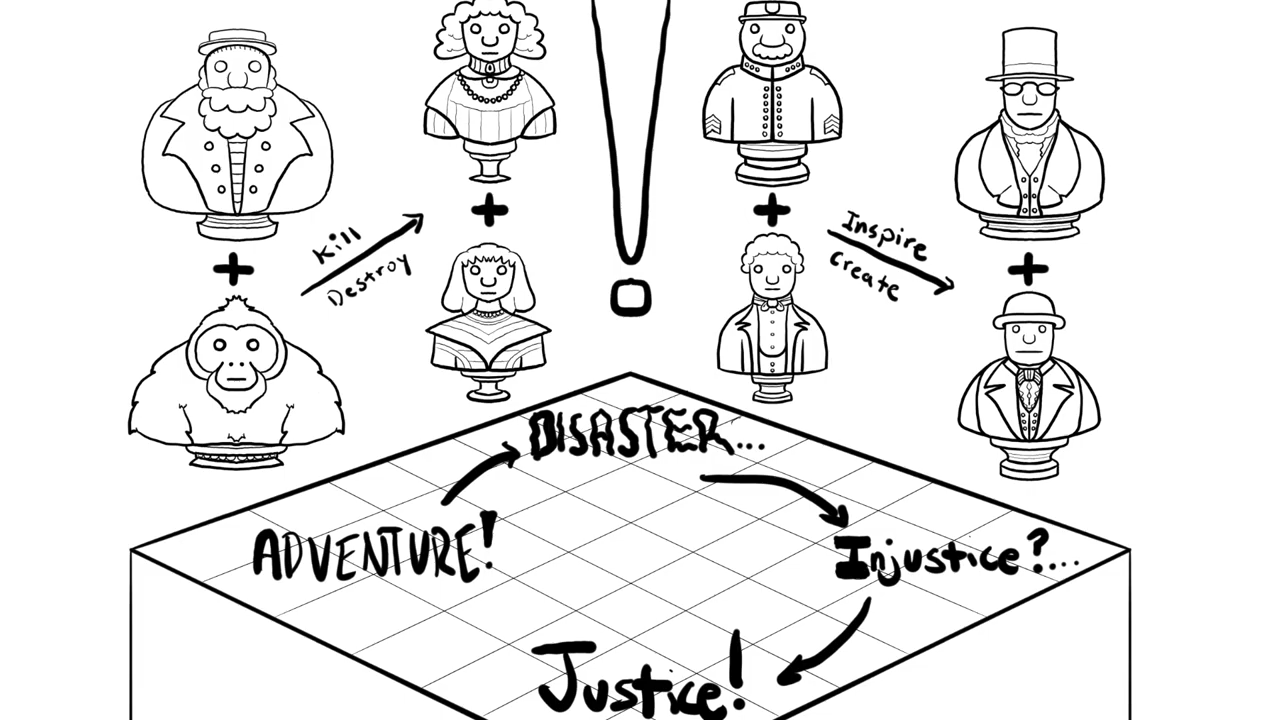 Kill
Destroy
Inspire
create
DISASTER...
ADVENTURE!
Injustice?....
Justice!